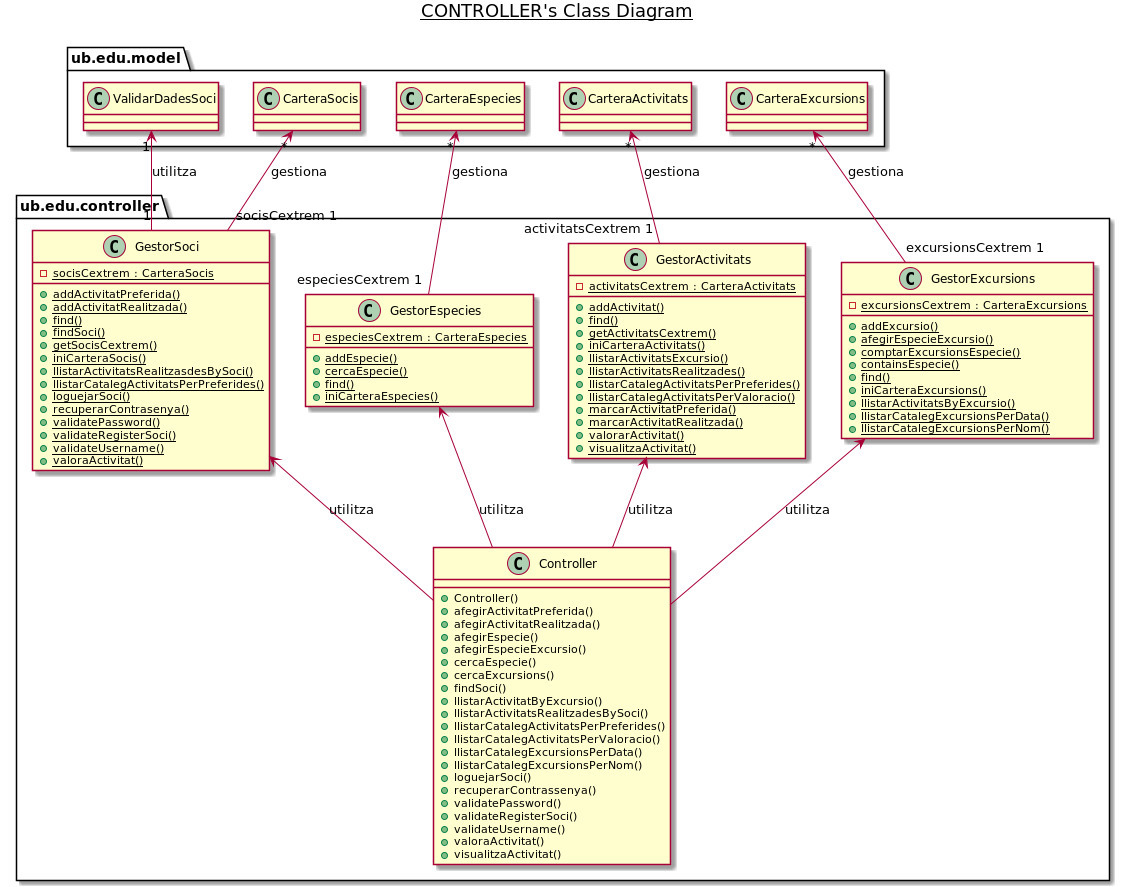 CONTROLLER's Class Diagram
ub.edu.model
C ValidarDadesSoci
C CarteraSocis
C CarteraEspecies
C CarteraActivitats
C CarteraExcursions
1
*
*
*
*
utilitza
gestiona
gestiona
gestiona
gestiona
ub.edu.controller
1
socisCextrem 1
activitatsCextrem 1
excursionsCextrem 1
especiesCextrem 1
C GestorSoci
socisCextrem : CarteraSocis
addActivitatPreferida()
addActivitatRealitzada()
find()
findSoci()
getSocisCextrem()
iniCarteraSocis()
llistarActivitatsRealitzasdesBySoci()
llistarCatalegActivitatsPerPreferides()
loguejarSoci()
recuperarContrasenya()
validatePassword()
validateRegisterSoci()
validateUsername()
valoraActivitat()
C GestorEspecies
especiesCextrem : CarteraEspecies
addEspecie()
cercaEspecie()
find()
iniCarteraEspecies()
C GestorActivitats
activitatsCextrem : CarteraActivitats
addActivitat()
find()
getActivitatsCextrem()
iniCarteraActivitats()
llistarActivitatsExcursio()
llistarActivitatsRealitzades()
llistarCatalegActivitatsPerPreferides()
llistarCatalegActivitatsPerValoracio()
marcarActivitatPreferida()
marcarActivitatRealitzada()
valorarActivitat()
visualitzaActivitat()
C GestorExcursions
excursionsCextrem : CarteraExcursions
addExcursio()
afegirEspecieExcursio()
comptarExcursionsEspecie()
containsEspecie()
find()
iniCarteraExcursions()
llistarActivitatsByExcursio()
llistarCatalegExcursionsPerData()
llistarCatalegExcursionsPerNom()
utilitza
utilitza
utilitza
utilitza
C Controller
Controller()
afegirActivitatPreferida()
afegirActivitatRealitzada()
afegirEspecie()
afegirEspecieExcursio()
cercaEspecie()
cercaExcursions()
findSoci()
llistarActivitatByExcursio()
llistarActivitatsRealitzadesBySoci()
llistarCatalegActivitatsPerPreferides()
llistarCatalegActivitatsPerValoracio()
llistarCatalegExcursionsPerData()
llistarCatalegExcursionsPerNom()
loguejarSoci()
recuperarContrassenya()
validatePassword()
validateRegisterSoci()
validateUsername()
valoraActivitat()
visualitzaActivitat()